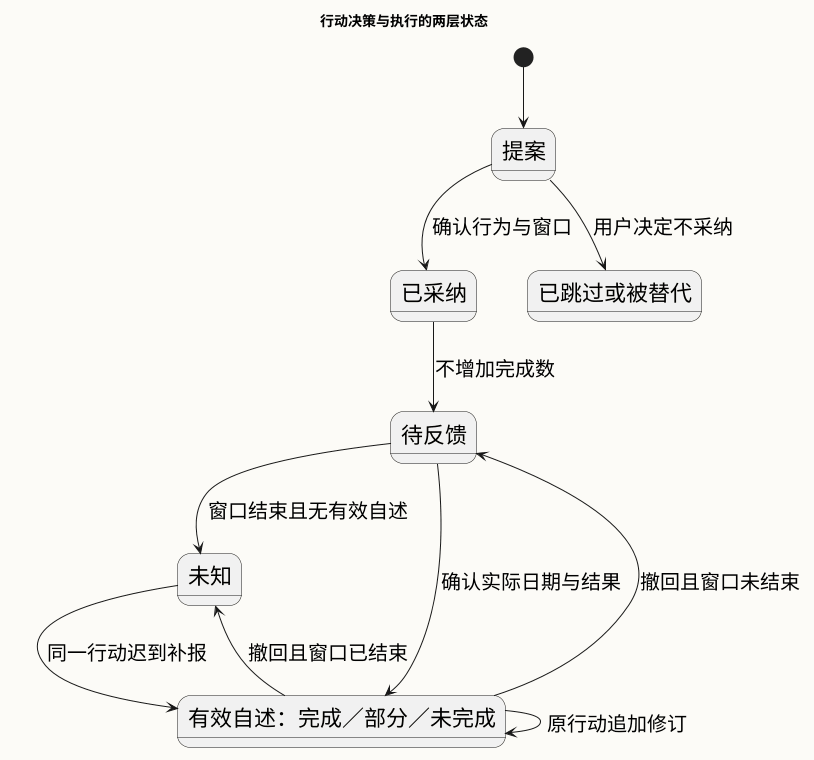 行动决策与执行的两层状态
提案
确认行为与窗口
用户决定不采纳
已采纳
已跳过或被替代
不增加完成数
待反馈
窗口结束且无有效自述
未知
确认实际日期与结果
撤回且窗口未结束
同一行动迟到补报
撤回且窗口已结束
有效自述：完成／部分／未完成
原行动追加修订